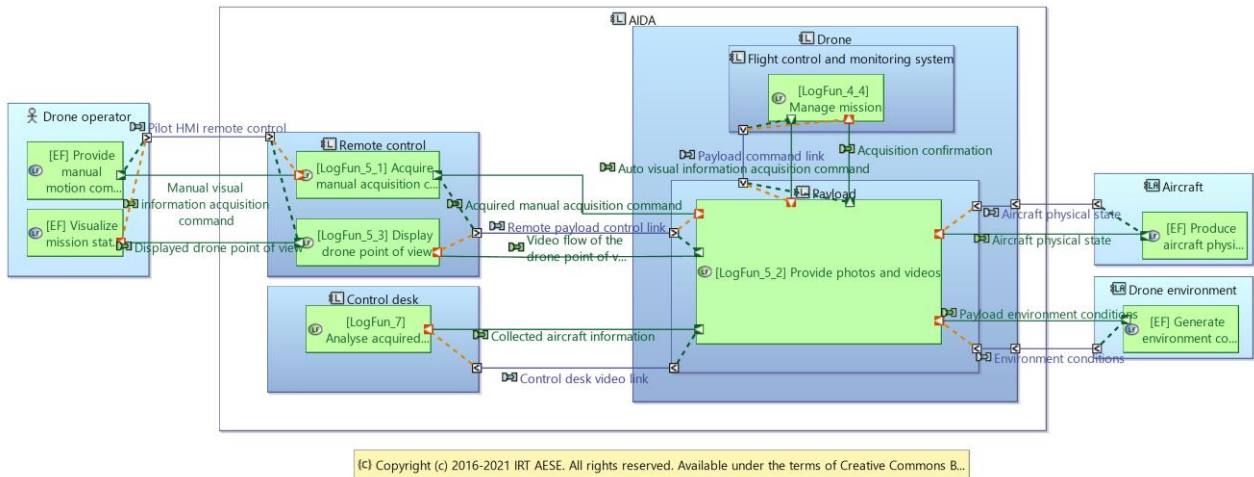 AIDA
Drone
Flight control and monitoring system
[LogFun_4_4]
Manage mission
Drone operator
Pilot HMI remote control
Remote control
[EF] Provide
manual
motion com...
[LogFun_5_1] Acquire
manual acquisition c...
Payload command link
Acquisition confirmation
Auto visual information acquisition command
Manual visual
information acquisition
command
Payload
Aircraft
[EF] Visualize
mission stat...
Acquired manual acquisition command
Aircraft physical state
Displayed drone point of view
[LogFun_5_3] Display
drone point of view
Remote payload control link
Video flow of the
drone point of v...
Aircraft physical state
[EF] Produce
aircraft physi...
[LogFun_5_2] Provide photos and videos
Control desk
Drone environment
[LogFun_7]
Analyse acquired...
Collected aircraft information
Payload environment conditions
[EF] Generate
environment co...
Environment conditions
Control desk video link
(c) Copyright (c) 2016-2021 IRT AESE. All rights reserved. Available under the terms of Creative Commons B...